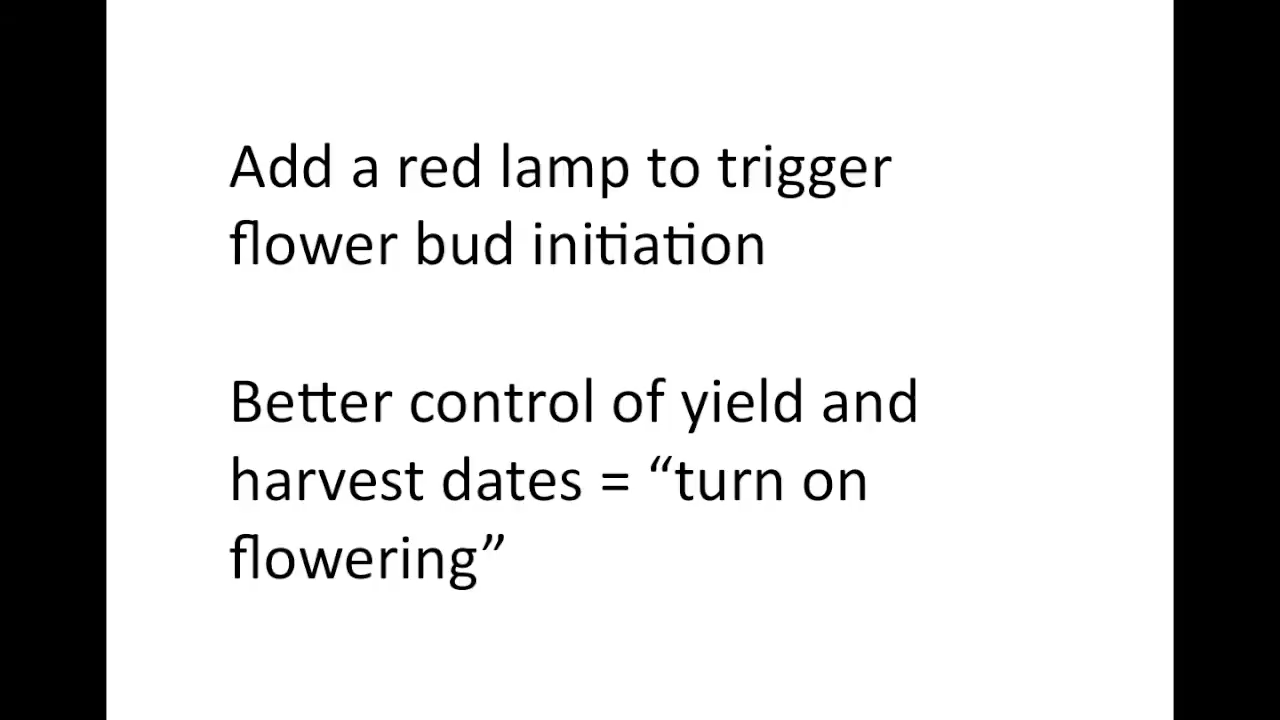 Add a red lamp to trigger
flower bud initiation
Better control of yield and
harvest dates = “turn on
flowering”